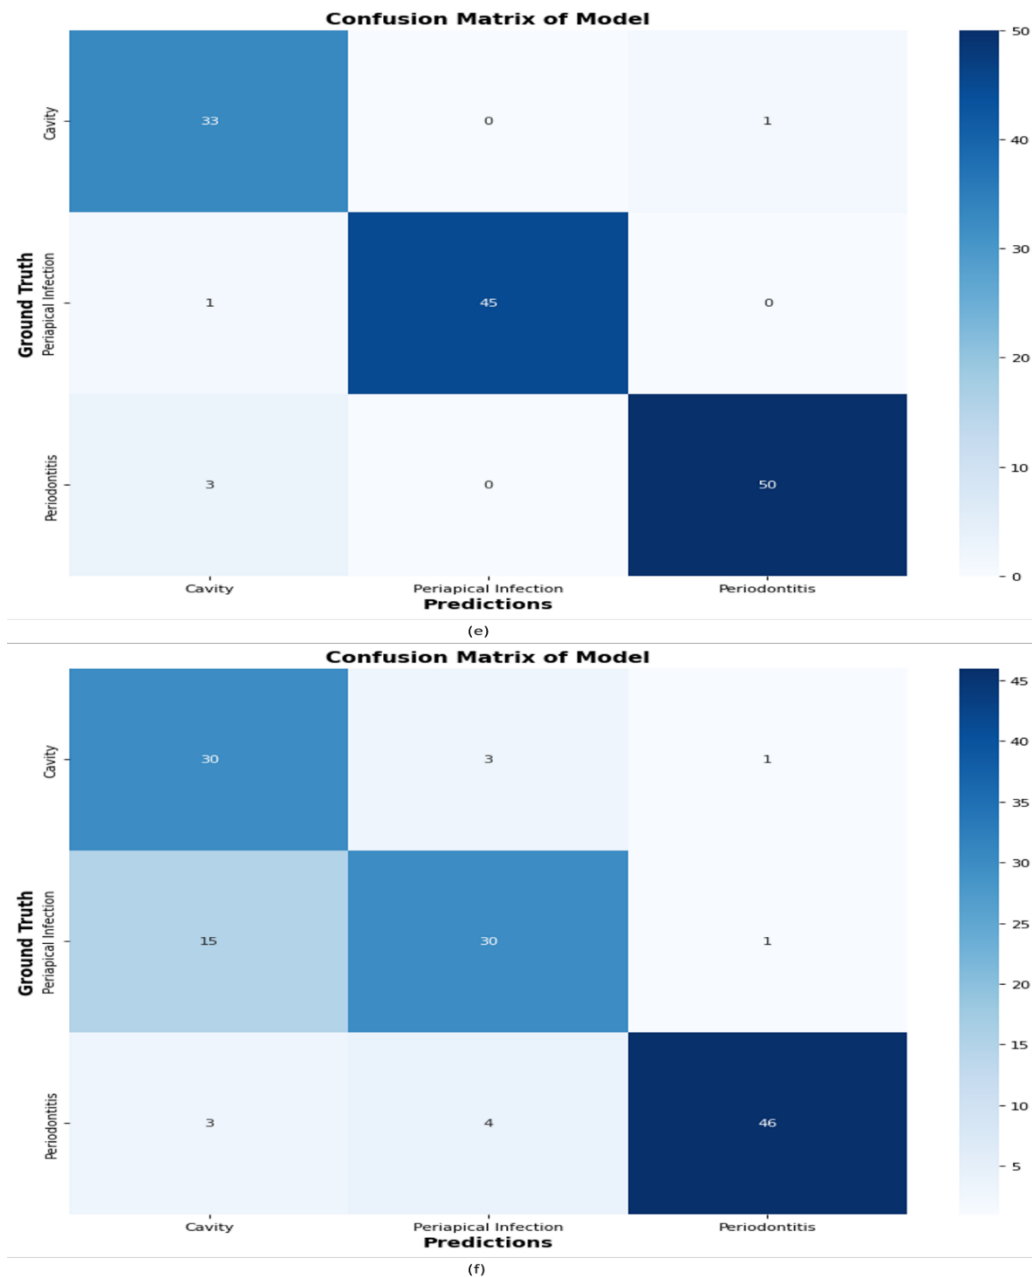 Confusion Matrix of Model
50
Cavity
33
0
1
40
30
Ground Truth
Periapical Infection
1
45
0
20
10
Periodontitis
3
0
50
0
Cavity
Periapical Infection
Periodontitis
Predictions
(e)
Confusion Matrix of Model
45
Cavity
30
3
1
40
35
30
Ground Truth
Periapical Infection
15
30
1
25
20
15
Periodontitis
3
4
46
10
5
Cavity
Periapical Infection
Periodontitis
Predictions
(f)